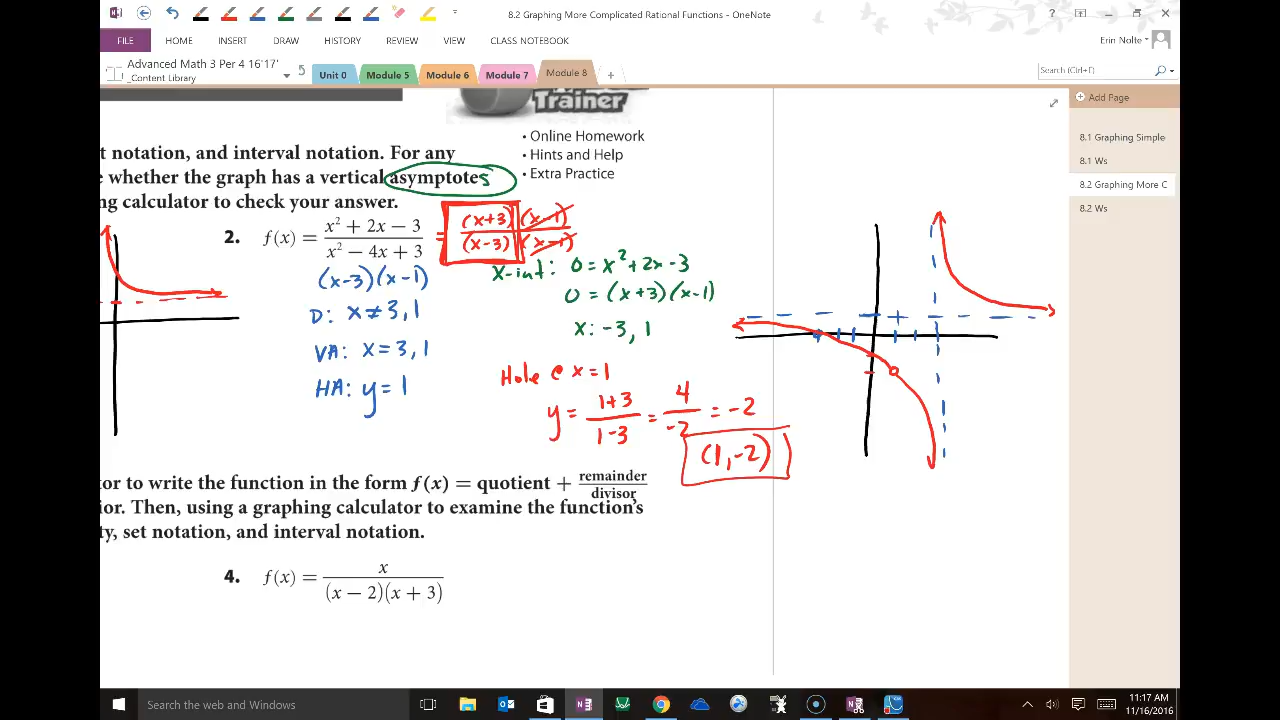 8.2 Graphing More Complicated Rational Functions - OneNote
FILE HOME INSERT DRAW HISTORY REVIEW VIEW CLASS NOTEBOOK
Erin Nolte
Advanced Math 3 Per 4 16'17'
_Content Library
Unit 0 Module 5 Module 6 Module 7 Module 8
Search (Ctrl+E)
Add Page
8.1 Graphing Simple
8.1 Ws
8.2 Graphing More C
8.2 Ws
Trainer
• Online Homework
• Hints and Help
• Extra Practice
t notation, and interval notation. For any
e whether the graph has a vertical asymptotes
ng calculator to check your answer.
2. f(x) = (x² + 2x − 3)/(x² − 4x + 3) = (x+3)(x-1)/(x-3)(x-1)
(x-3)(x-1)
D: x ≠ 3, 1
VA: x = 3, 1
HA: y = 1
x-int: 0 = x² + 2x - 3
0 = (x+3)(x-1)
x: -3, 1
Hole @ x = 1
y = (1+3)/(1-3) = 4/-2 = -2
(1, -2)
tor to write the function in the form f(x) = quotient + remainder/divisor
ior. Then, using a graphing calculator to examine the function's
ty, set notation, and interval notation.
4. f(x) = x/((x − 2)(x + 3))
Search the web and Windows
11:17 AM
11/16/2016